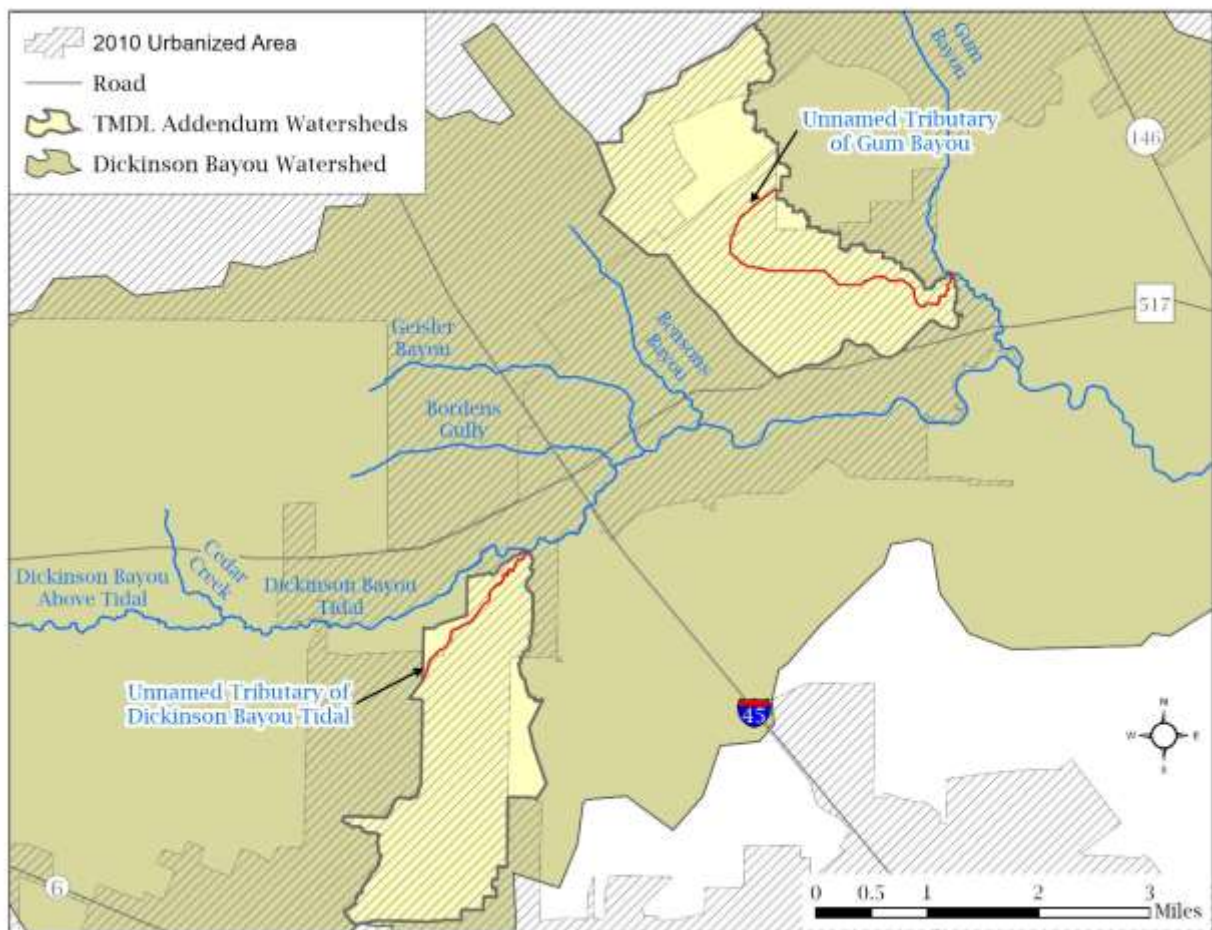 2010 Urbanized Area
Road
TMDL Addendum Watersheds
Dickinson Bayou Watershed
Gum
Bayou
Unnamed Tributary
of Gum Bayou
146
517
Geisler
Bayou
Bensons
Bayou
Bordens
Gully
Cedar
Creek
Dickinson Bayou
Above Tidal
Dickinson Bayou
Tidal
Unnamed Tributary of
Dickinson Bayou Tidal
45
N
W E
S
6
0 0.5 1 2 3
Miles